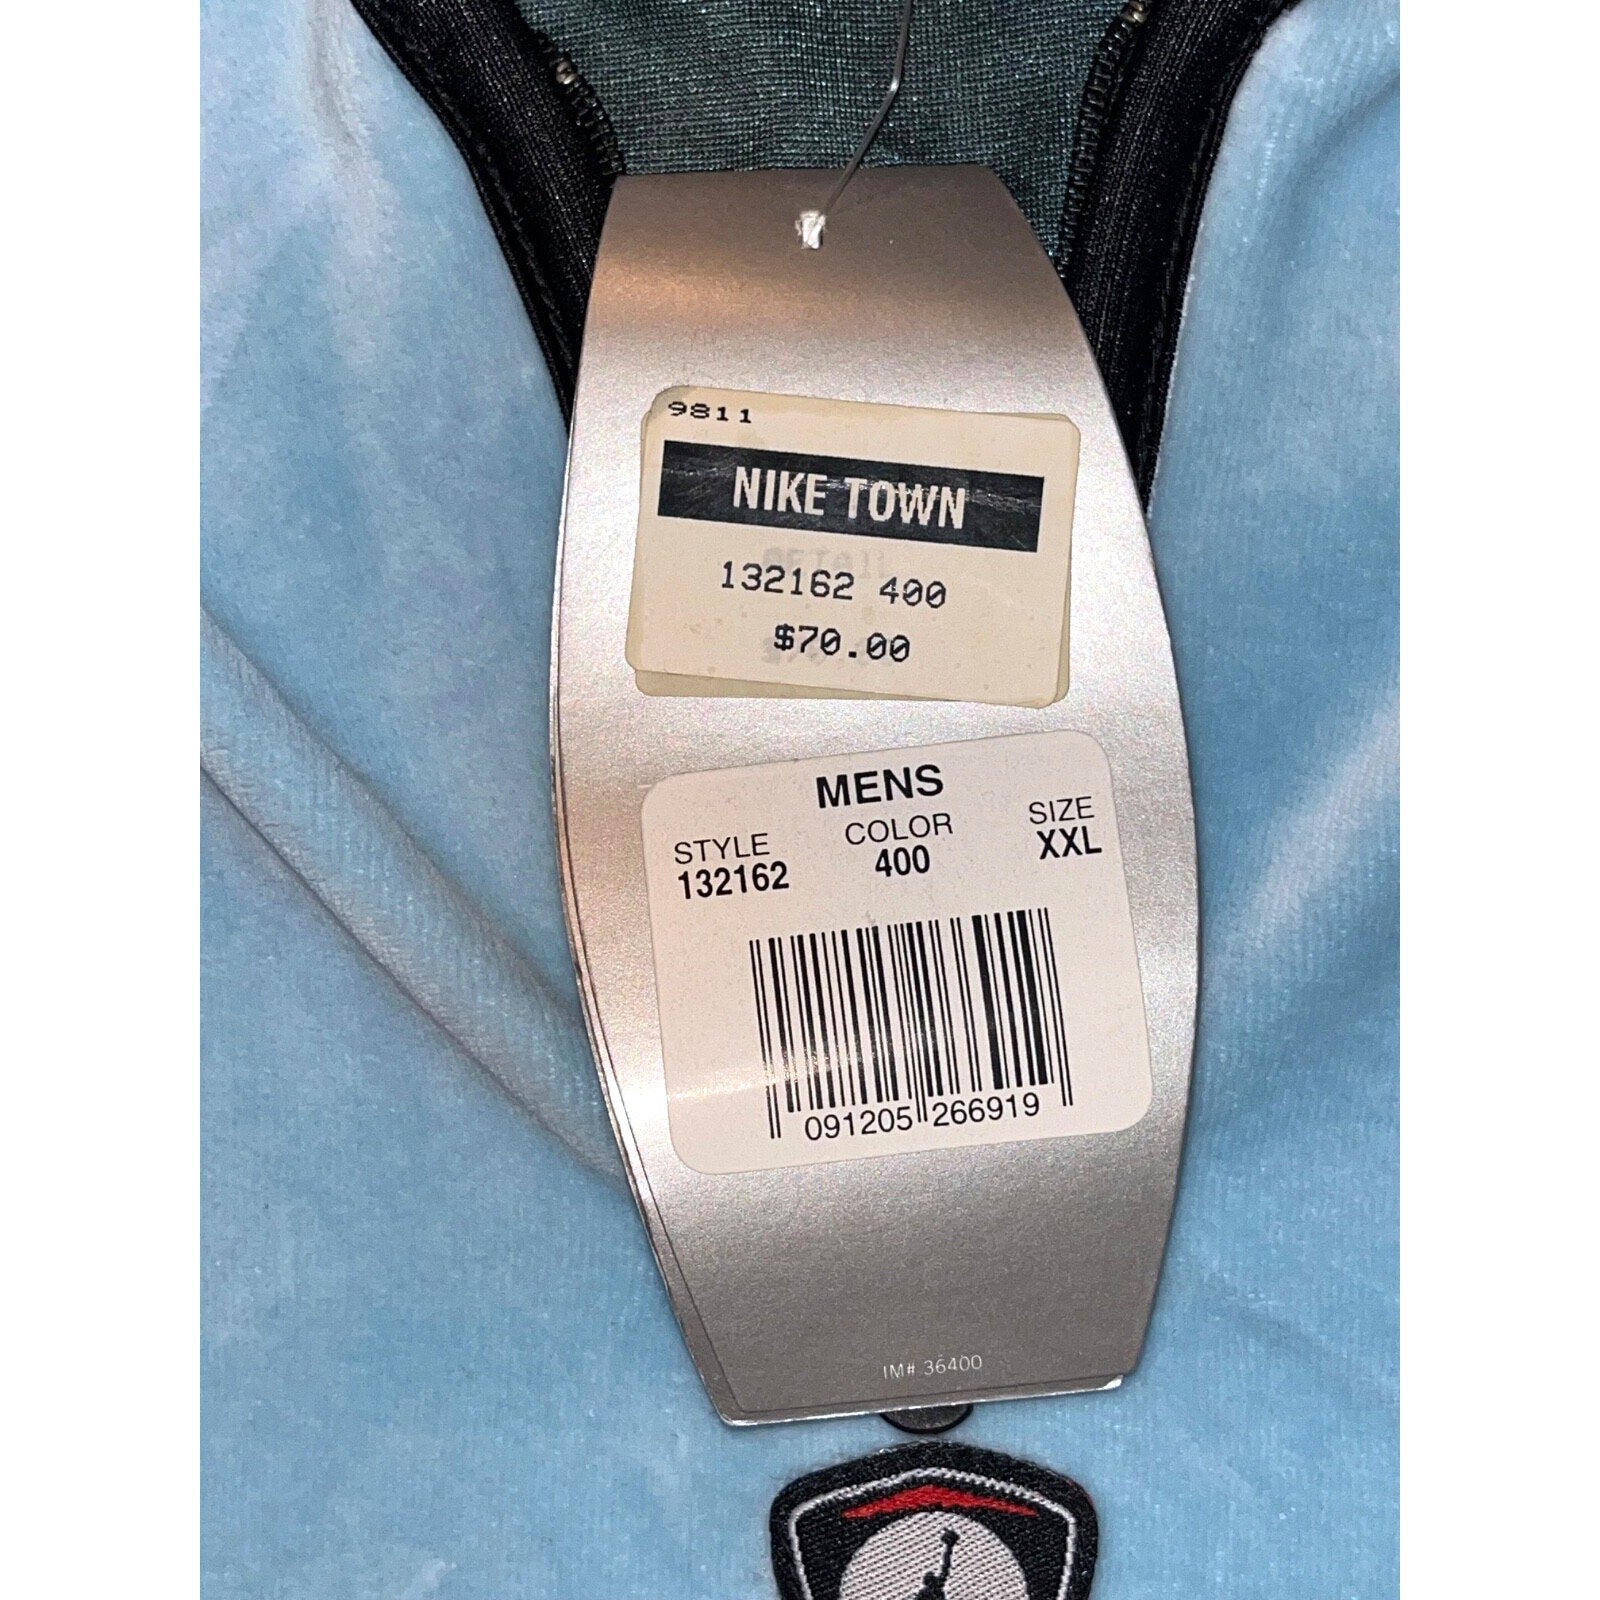 9811
NIKE TOWN
132162 400
$70.00
MENS
STYLE COLOR SIZE
132162 400 XXL
091205 266919
IM# 36400